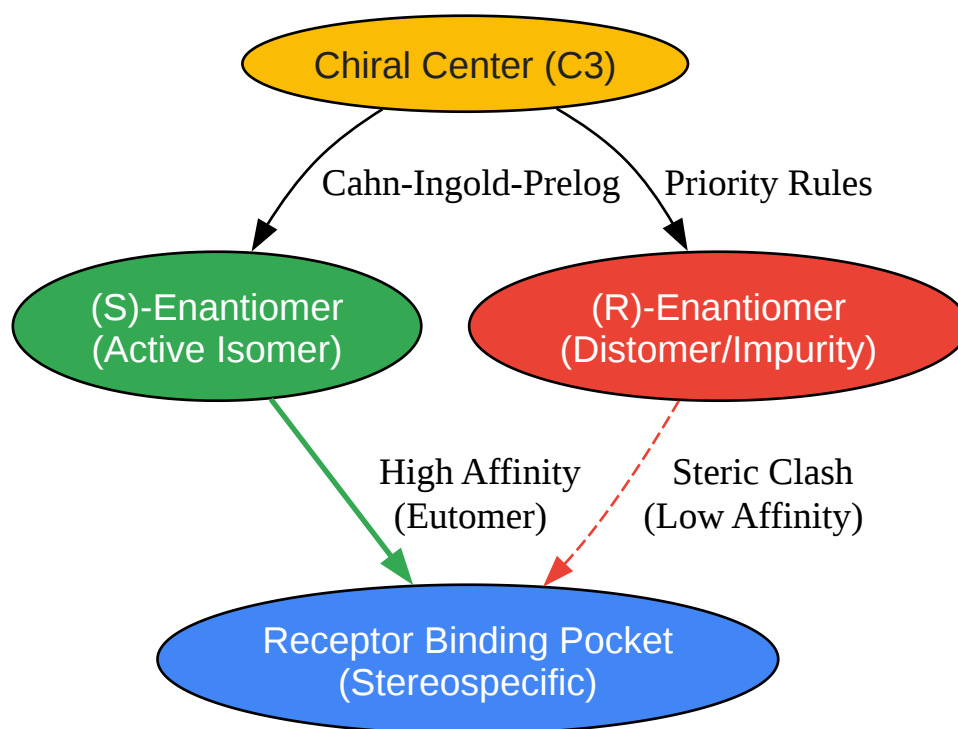 Chiral Center (C3)
Cahn-Ingold-Prelog
Priority Rules
(S)-Enantiomer
(Active Isomer)
(R)-Enantiomer
(Distomer/Impurity)
High Affinity
(Eutomer)
Steric Clash
(Low Affinity)
Receptor Binding Pocket
(Stereospecific)